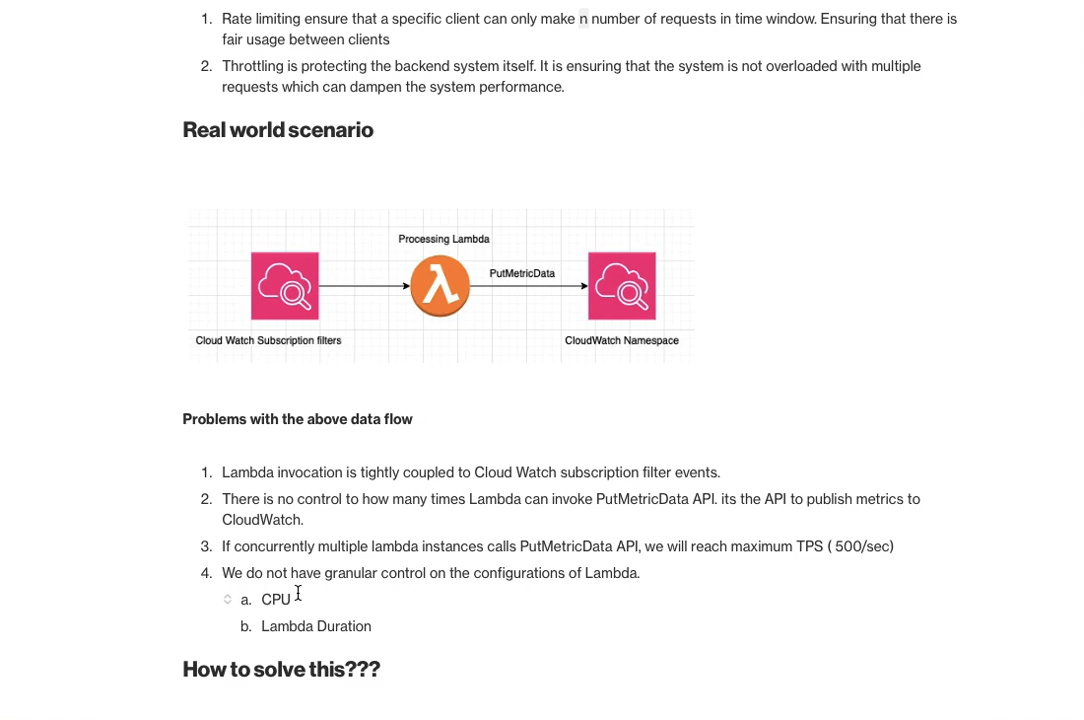 1. Rate limiting ensure that a specific client can only make n number of requests in time window. Ensuring that there is
fair usage between clients
2. Throttling is protecting the backend system itself. It is ensuring that the system is not overloaded with multiple
requests which can dampen the system performance.
Real world scenario
Processing Lambda
PutMetricData
Cloud Watch Subscription filters
CloudWatch Namespace
Problems with the above data flow
1. Lambda invocation is tightly coupled to Cloud Watch subscription filter events.
2. There is no control to how many times Lambda can invoke PutMetricData API. its the API to publish metrics to
CloudWatch.
3. If concurrently multiple lambda instances calls PutMetricData API, we will reach maximum TPS ( 500/sec)
4. We do not have granular control on the configurations of Lambda.
a. CPU
b. Lambda Duration
How to solve this???